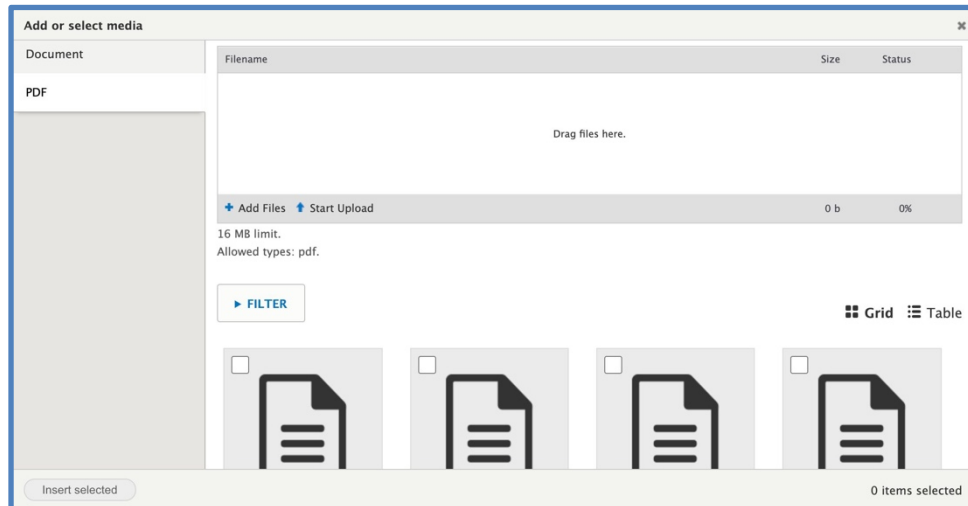 Add or select media
Document
PDF
Filename Size Status
Drag files here.
Add Files Start Upload 0 b 0%
16 MB limit.
Allowed types: pdf.
FILTER
Grid Table
Insert selected 0 items selected